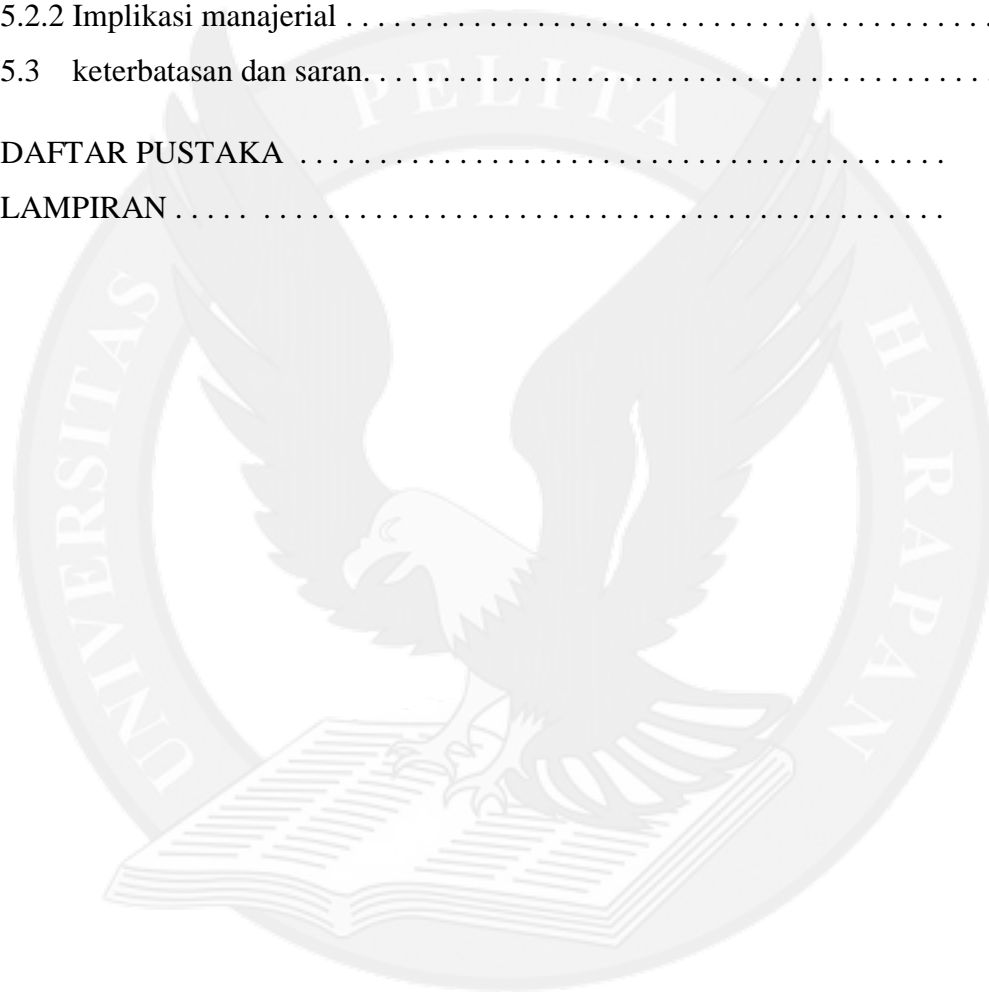 5.2.2 Implikasi manajerial . . . . . . . . . . . . . . . . . . . . . . . . . . . . . . . . . . . . . . . . .
5.3 keterbatasan dan saran. . . . . . . . . . . . . . . . . . . . . . . . . . . . . . . . . . . . . . . .
DAFTAR PUSTAKA . . . . . . . . . . . . . . . . . . . . . . . . . . . . . . . . . . . . . . . . .
LAMPIRAN . . . . . . . . . . . . . . . . . . . . . . . . . . . . . . . . . . . . . . . . . . . . . . . .
UNIVERSITAS PELITA HARAPAN